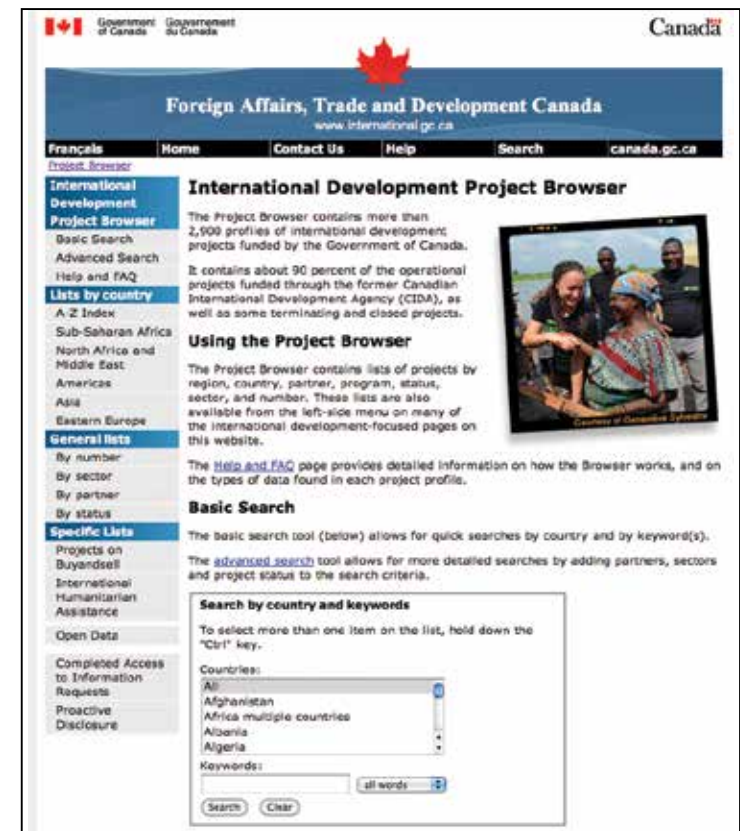 Government of Canada
Gouvernement du Canada
Canada
Foreign Affairs, Trade and Development Canada
www.international.gc.ca
Français Home Contact Us Help Search canada.gc.ca
Project Browser
International
Development
Project Browser
Basic Search
Advanced Search
Help and FAQ
Lists by country
A-Z Index
Sub-Saharan Africa
North Africa and
Middle East
Americas
Asia
Eastern Europe
General lists
By number
By sector
By partner
By status
Specific Lists
Projects on
Buyandsell
International
Humanitarian
Assistance
Open Data
Completed Access
to Information
Requests
Proactive
Disclosure
International Development Project Browser
The Project Browser contains more than
2,900 profiles of international development
projects funded by the Government of Canada.
It contains about 90 percent of the operational
projects funded through the former Canadian
International Development Agency (CIDA), as
well as some terminating and closed projects.
Courtesy of Genevieve Sylvestre
Using the Project Browser
The Project Browser contains lists of projects by
region, country, partner, program, status,
sector, and number. These lists are also
available from the left-side menu on many of
the international development-focused pages on
this website.
The Help and FAQ page provides detailed information on how the Browser works, and on
the types of data found in each project profile.
Basic Search
The basic search tool (below) allows for quick searches by country and by keyword(s).
The advanced search tool allows for more detailed searches by adding partners, sectors
and project status to the search criteria.
Search by country and keywords
To select more than one item on the list, hold down the
"Ctrl" key.
Countries:
All
Afghanistan
Africa multiple countries
Albania
Algeria
Keywords:
all words
Search Clear